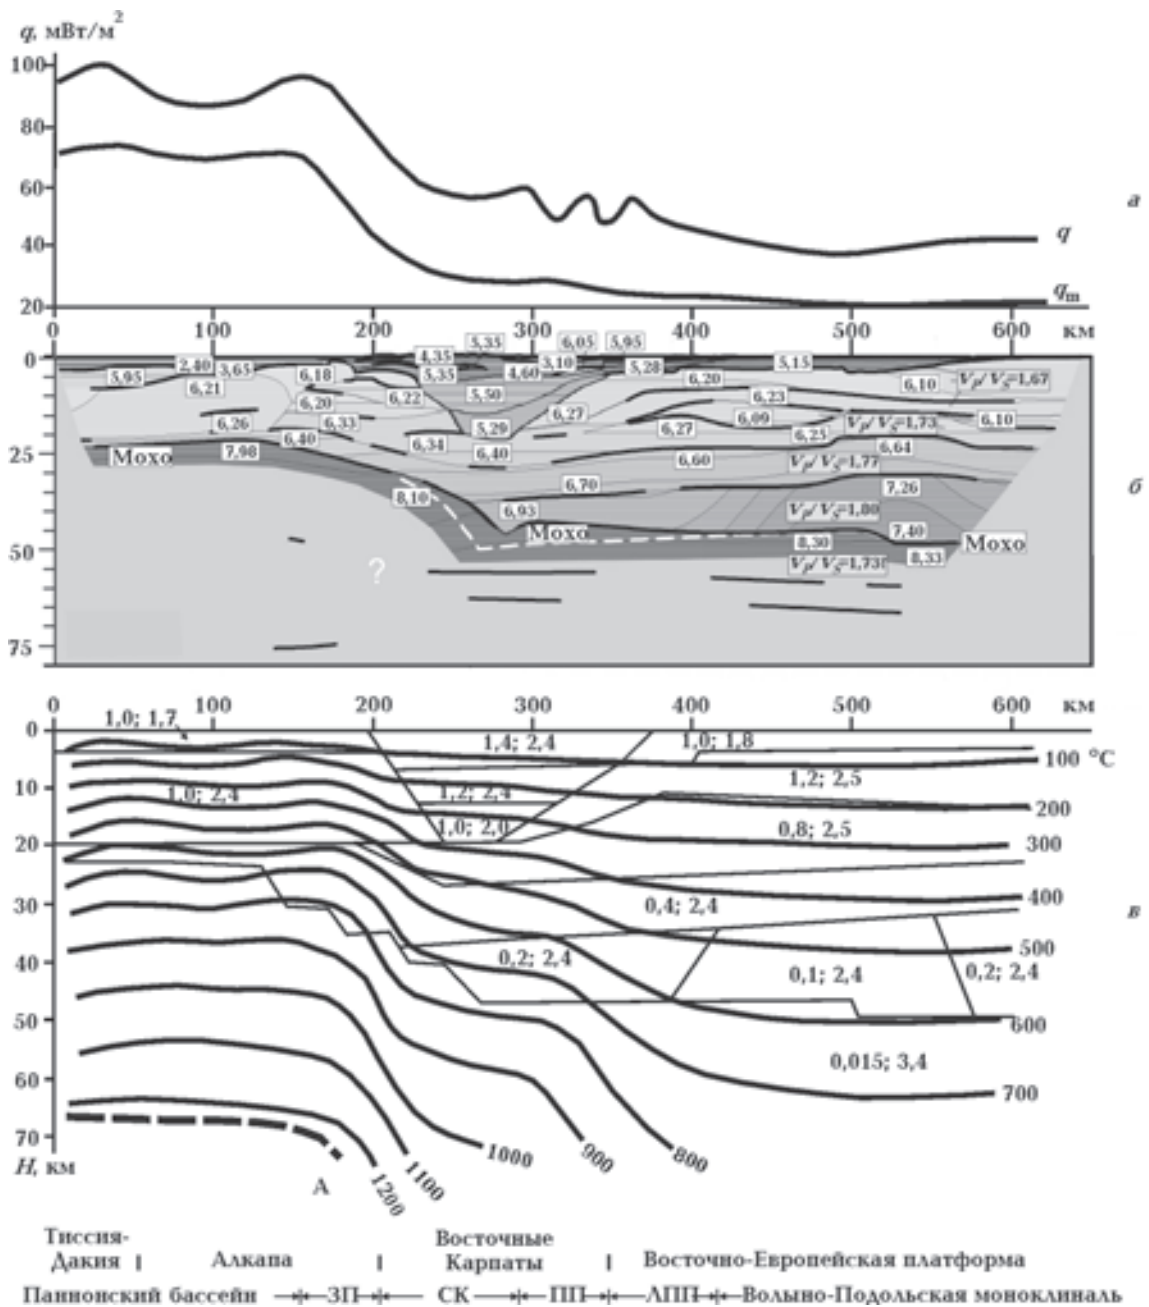 q, мВт/м²
100
80
60
40
20
а
q
qm
0 100 200 300 400 500 600 км
5,35 6,05 5,95
0
4,35 3,10 5,15
2,40 3,65 5,28
5,95 6,18 5,35 4,60 6,20 6,10 Vp/Vs=1,67
6,21 6,22 5,50 6,23
6,20 6,27 6,09 6,10
6,26 6,33 5,29 6,27 6,25 Vp/Vs=1,73
6,40 6,34 6,64
25
Мохо 7,98 6,40 6,60 Vp/Vs=1,77
6,70 7,26
8,10 6,93 Vp/Vs=1,80
б
Мохо 7,40 Мохо
50
8,30 8,33
? Vp/Vs=1,73!
75
0 100 200 300 400 500 600 км
1,0; 1,7
0
1,4; 2,4 1,0; 1,8
100 °C
1,2; 2,5
10
1,0; 2,4 1,2; 2,4
200
1,0; 2,0 0,8; 2,5
20
300
30
400
0,4; 2,4
в
500
40
0,2; 2,4 0,1; 2,4 0,2; 2,4
50
600
60
0,015; 3,4
700
70
H, км
1000 900 800
А
1200 1100
Тиссия-
Дакия Алкапа
Восточные
Карпаты
Восточно-Европейская платформа
Паннонский бассейн ЗП СК ПП ЛПП Волыно-Подольская моноклиналь